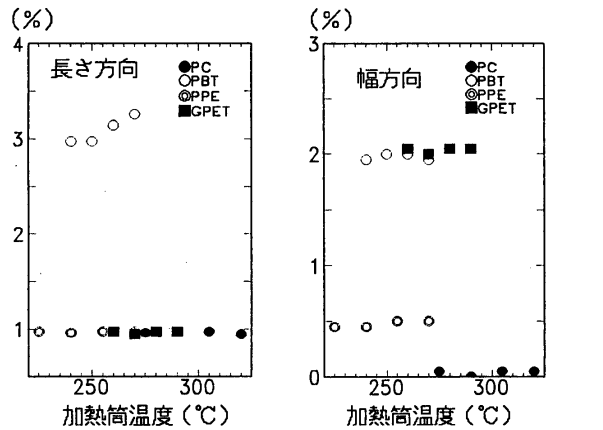 (%)
4
長さ方向
●PC
○PBT
◎PPE
■GPET
3
2
1
250
300
加熱筒温度(℃)
(%)
3
幅方向
●PC
○PBT
◎PPE
■GPET
2
1
0
250
300
加熱筒温度(℃)